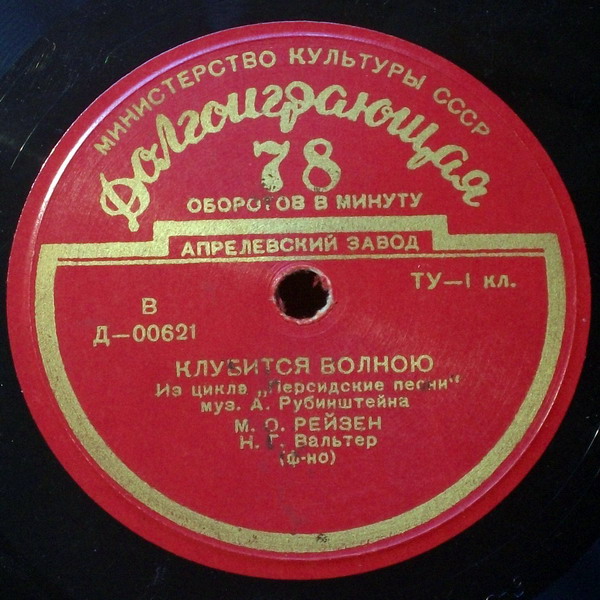 МИНИСТЕРСТВО КУЛЬТУРЫ СССР
Долгоиграющая
78
ОБОРОТОВ В МИНУТУ
АПРЕЛЕВСКИЙ ЗАВОД
ТУ—I кл.
В
Д—00621
КЛУБИТСЯ ВОЛНОЮ
Из цикла „Персидские песни"
муз. А. Рубинштейна
М. О. РЕЙЗЕН
Н. Г. Вальтер
(ф-но)